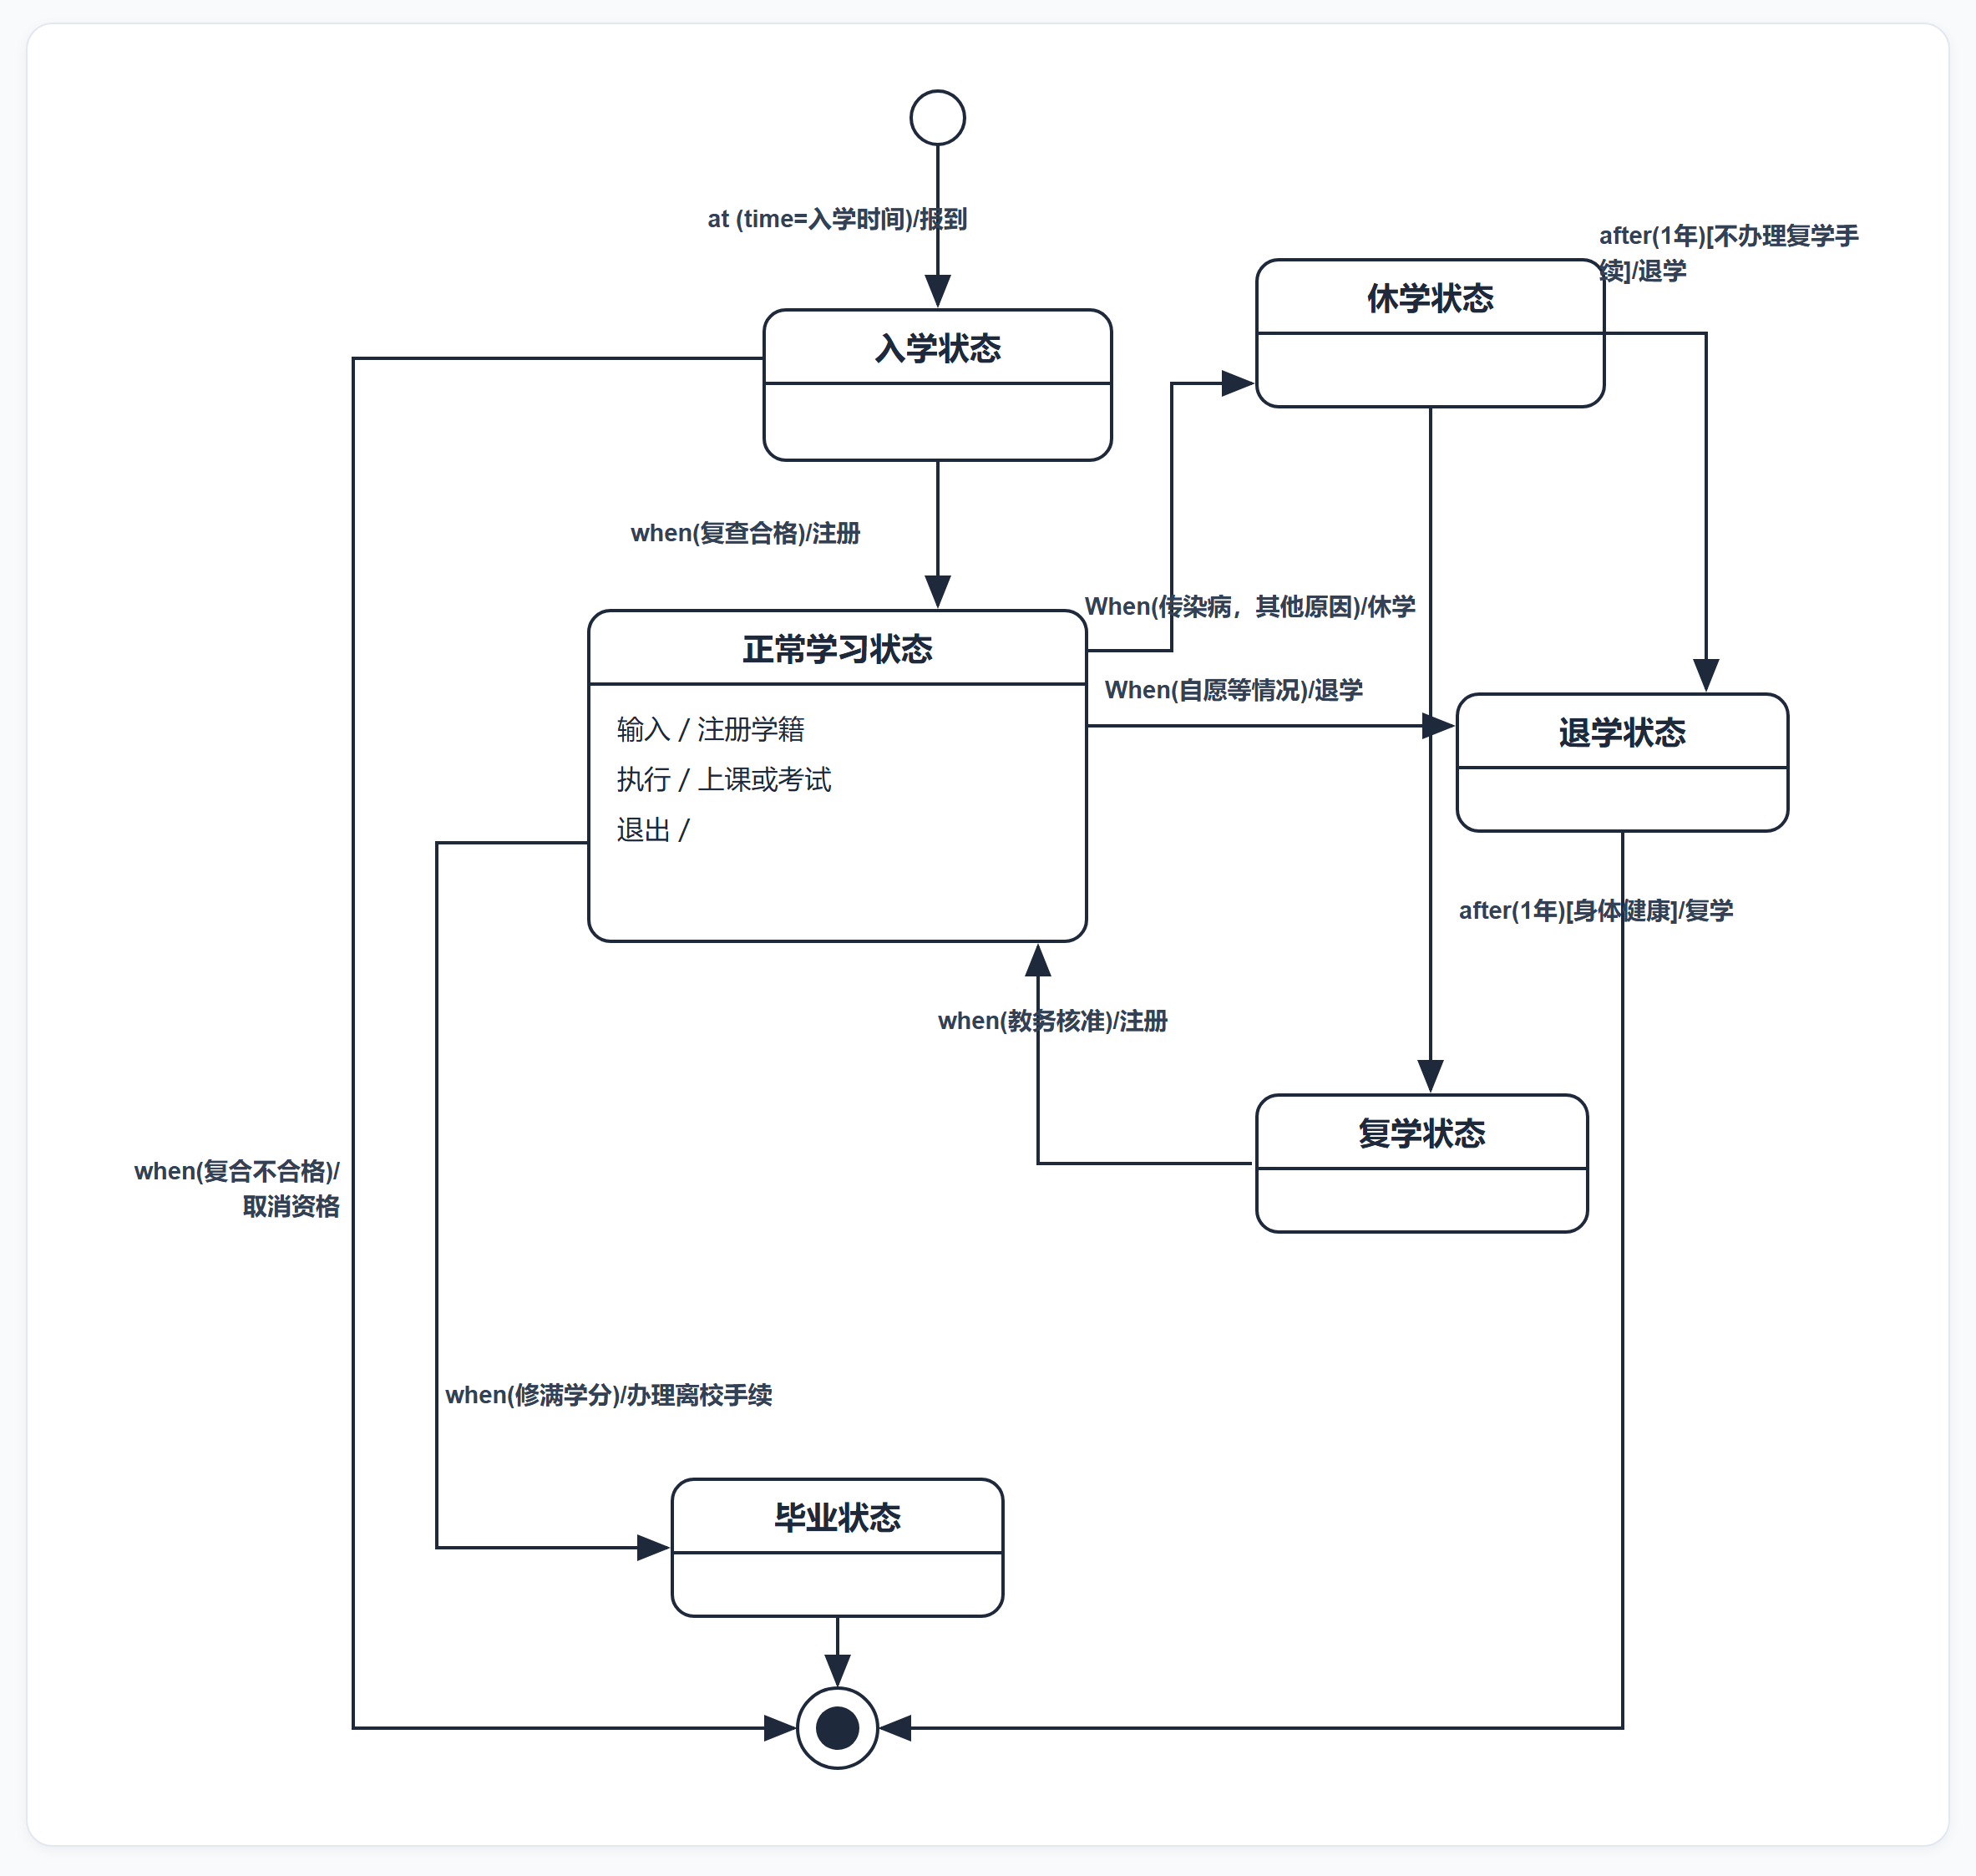 at (time=入学时间)/报到
after(1年)[不办理复学手
续]/退学
休学状态
入学状态
when(复查合格)/注册
When(传染病，其他原因)/休学
正常学习状态
When(自愿等情况)/退学
退学状态
输入 / 注册学籍
执行 / 上课或考试
退出 /
after(1年)[身体健康]/复学
when(教务核准)/注册
复学状态
when(复合不合格)/
取消资格
when(修满学分)/办理离校手续
毕业状态